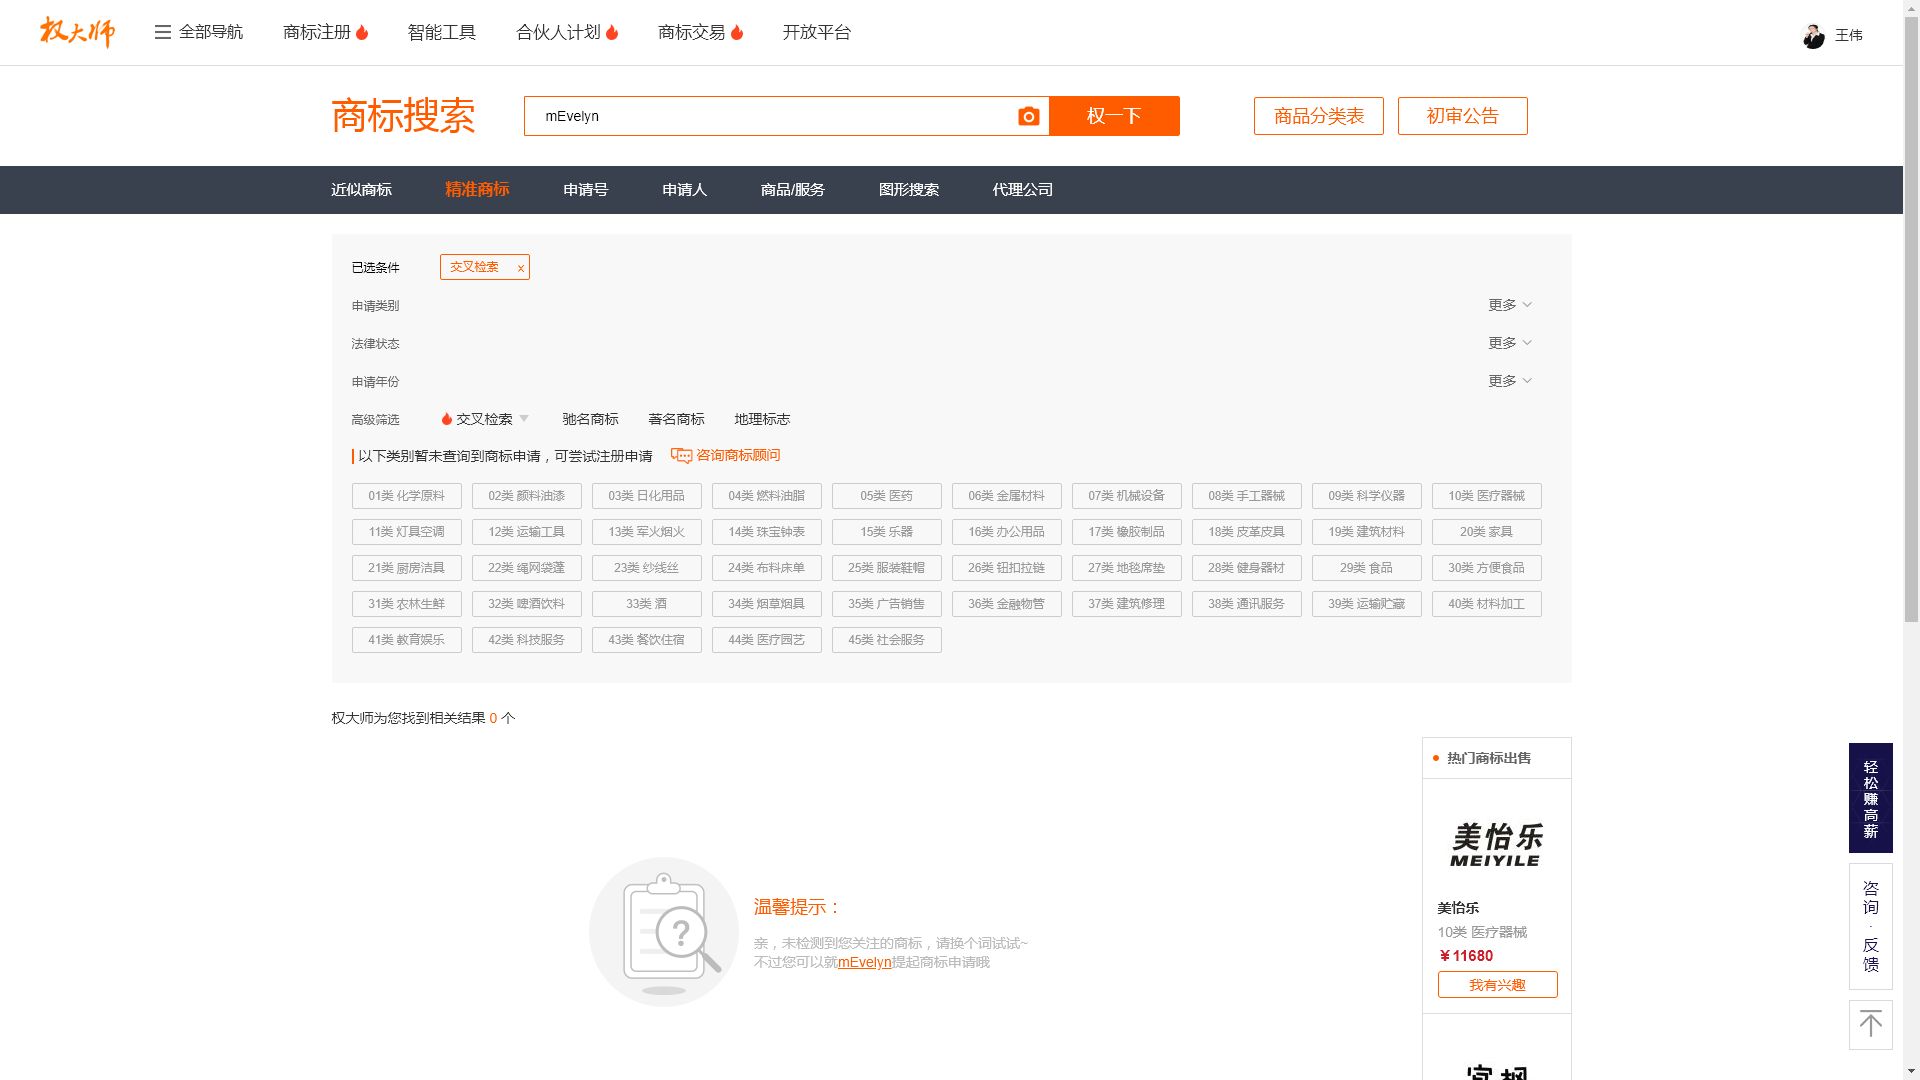 权大师 全部导航 商标注册 智能工具 合伙人计划 商标交易 开放平台 王伟
商标搜索 mEvelyn 权一下 商品分类表 初审公告
近似商标 精准商标 申请号 申请人 商品/服务 图形搜索 代理公司
已选条件 交叉检索 x
申请类别 更多
法律状态 更多
申请年份 更多
高级筛选 交叉检索 驰名商标 著名商标 地理标志
以下类别暂未查询到商标申请，可尝试注册申请 咨询商标顾问
01类 化学原料 02类 颜料油漆 03类 日化用品 04类 燃料油脂 05类 医药 06类 金属材料 07类 机械设备 08类 手工器械 09类 科学仪器 10类 医疗器械
11类 灯具空调 12类 运输工具 13类 军火烟火 14类 珠宝钟表 15类 乐器 16类 办公用品 17类 橡胶制品 18类 皮革皮具 19类 建筑材料 20类 家具
21类 厨房洁具 22类 绳网袋蓬 23类 纱线丝 24类 布料床单 25类 服装鞋帽 26类 钮扣拉链 27类 地毯席垫 28类 健身器材 29类 食品 30类 方便食品
31类 农林生鲜 32类 啤酒饮料 33类 酒 34类 烟草烟具 35类 广告销售 36类 金融物管 37类 建筑修理 38类 通讯服务 39类 运输贮藏 40类 材料加工
41类 教育娱乐 42类 科技服务 43类 餐饮住宿 44类 医疗园艺 45类 社会服务
权大师为您找到相关结果 0 个
温馨提示：
亲，未检测到您关注的商标，请换个词试试~
不过您可以就mEvelyn提起商标申请哦
热门商标出售
美怡乐
MEIYILE
美怡乐
10类 医疗器械
￥11680
我有兴趣
轻松赚高薪
咨询·反馈